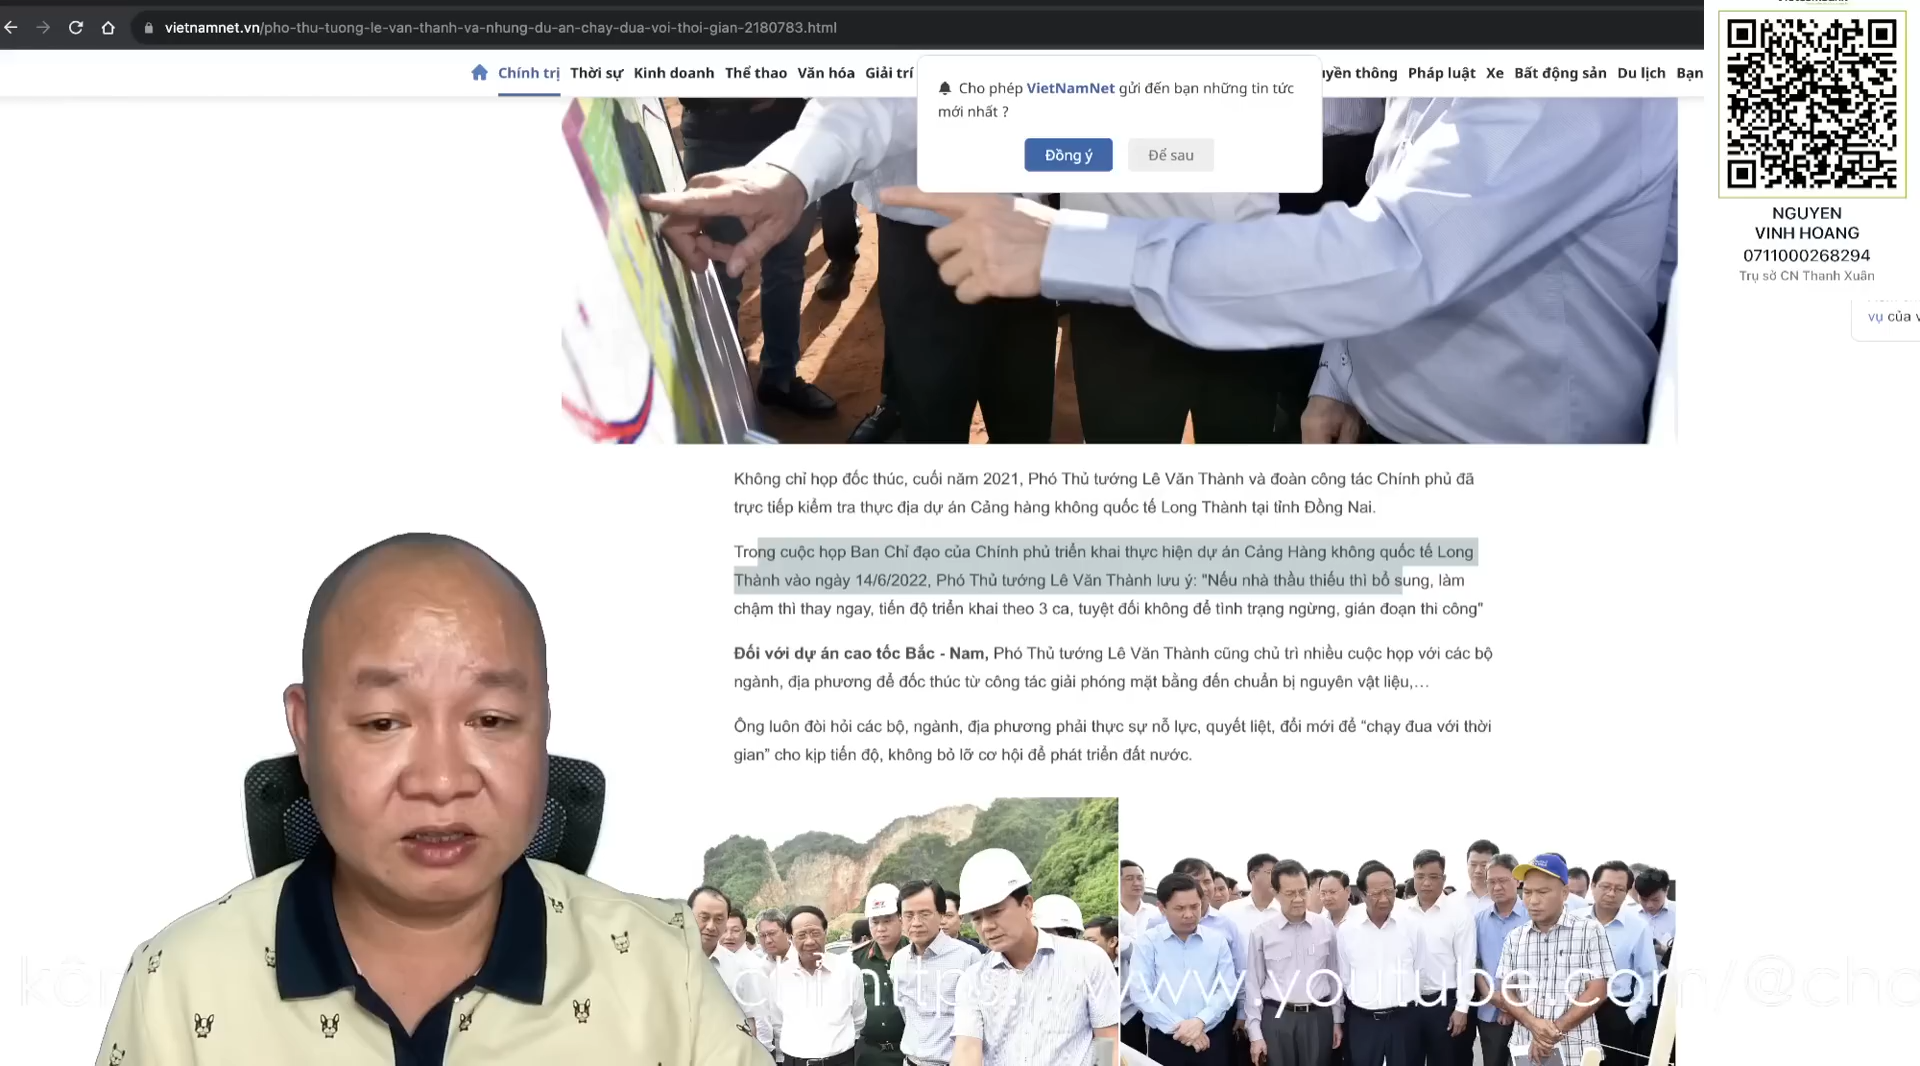 vietnamnet.vn/pho-thu-tuong-le-van-thanh-va-nhung-du-an-chay-dua-voi-thoi-gian-2180783.html
Chính trị Thời sự Kinh doanh Thể thao Văn hóa Giải trí
Pháp luật Xe Bất động sản Du lịch Bạn
Cho phép VietNamNet gửi đến bạn những tin tức
mới nhất ?
Đồng ý Để sau
NGUYEN
VINH HOANG
0711000268294
Trụ sở CN Thanh Xuân
vụ của
Không chỉ họp đốc thúc, cuối năm 2021, Phó Thủ tướng Lê Văn Thành và đoàn công tác Chính phủ đã
trực tiếp kiểm tra thực địa dự án Cảng hàng không quốc tế Long Thành tại tỉnh Đồng Nai.
Trong cuộc họp Ban Chỉ đạo của Chính phủ triển khai thực hiện dự án Cảng Hàng không quốc tế Long
Thành vào ngày 14/6/2022, Phó Thủ tướng Lê Văn Thành lưu ý: "Nếu nhà thầu thiếu thì bổ sung, làm
chậm thì thay ngay, tiến độ triển khai theo 3 ca, tuyệt đối không để tình trạng ngừng, gián đoạn thi công"
Đối với dự án cao tốc Bắc - Nam, Phó Thủ tướng Lê Văn Thành cũng chủ trì nhiều cuộc họp với các bộ
ngành, địa phương để đốc thúc từ công tác giải phóng mặt bằng đến chuẩn bị nguyên vật liệu,…
Ông luôn đòi hỏi các bộ, ngành, địa phương phải thực sự nỗ lực, quyết liệt, đổi mới để “chạy đua với thời
gian” cho kịp tiến độ, không bỏ lỡ cơ hội để phát triển đất nước.
chỉ https://www.youtube.com/@cho